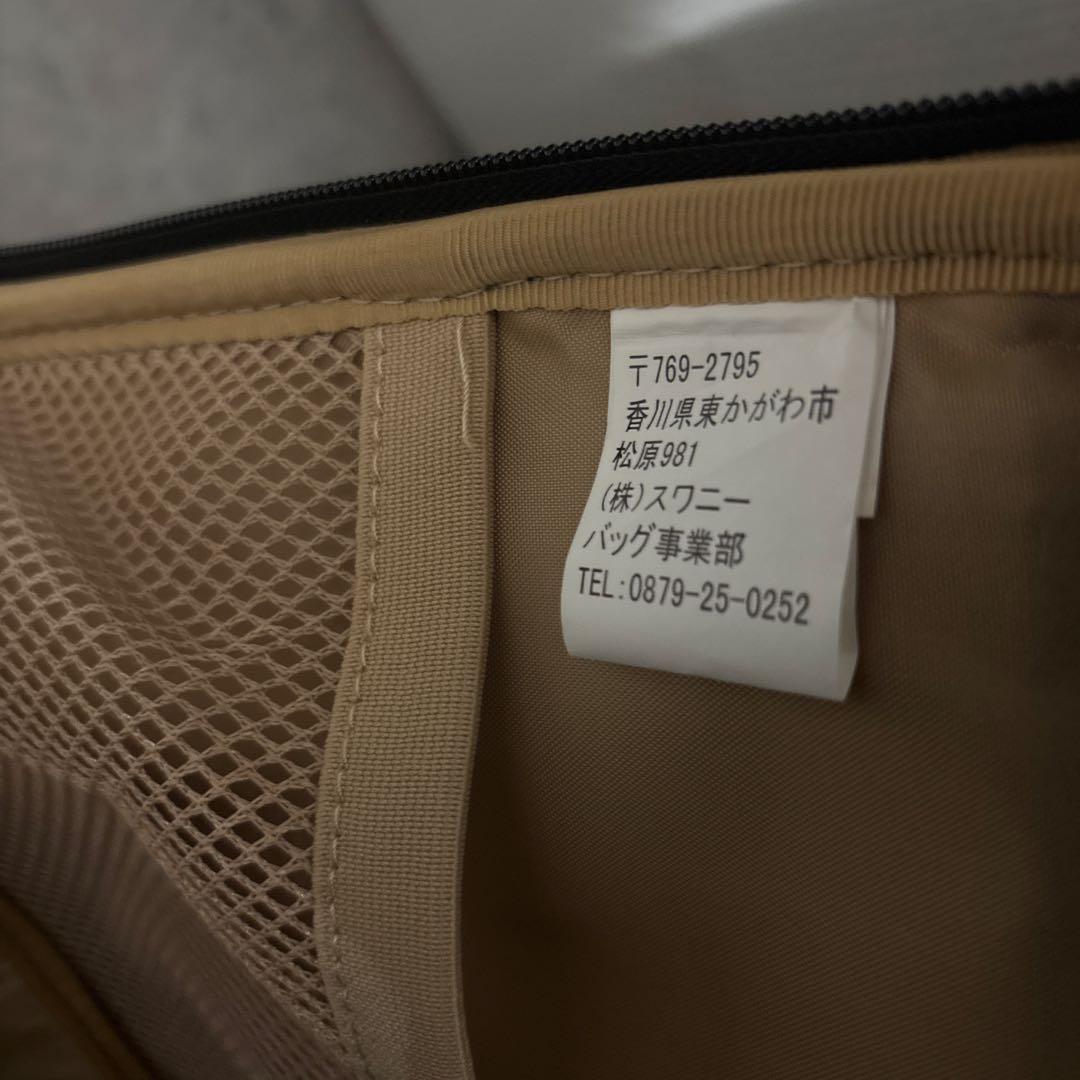 〒769-2795
香川県東かがわ市
松原981
(株)スワニー
バッグ事業部
TEL:0879-25-0252